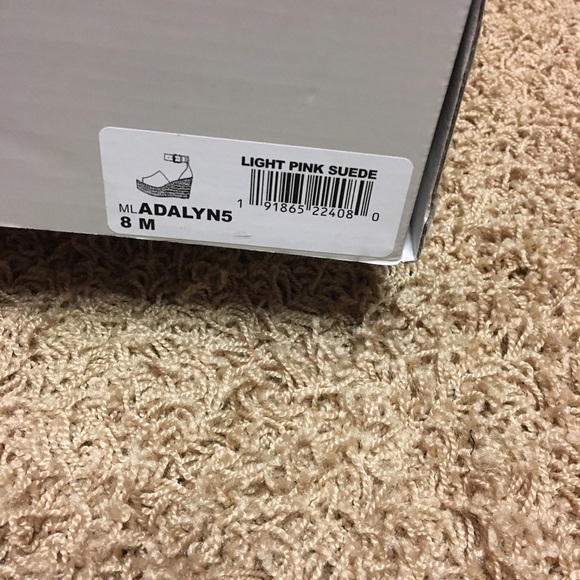 LIGHT PINK SUEDE
1 91865 22408 0
MLADALYN5
8 M